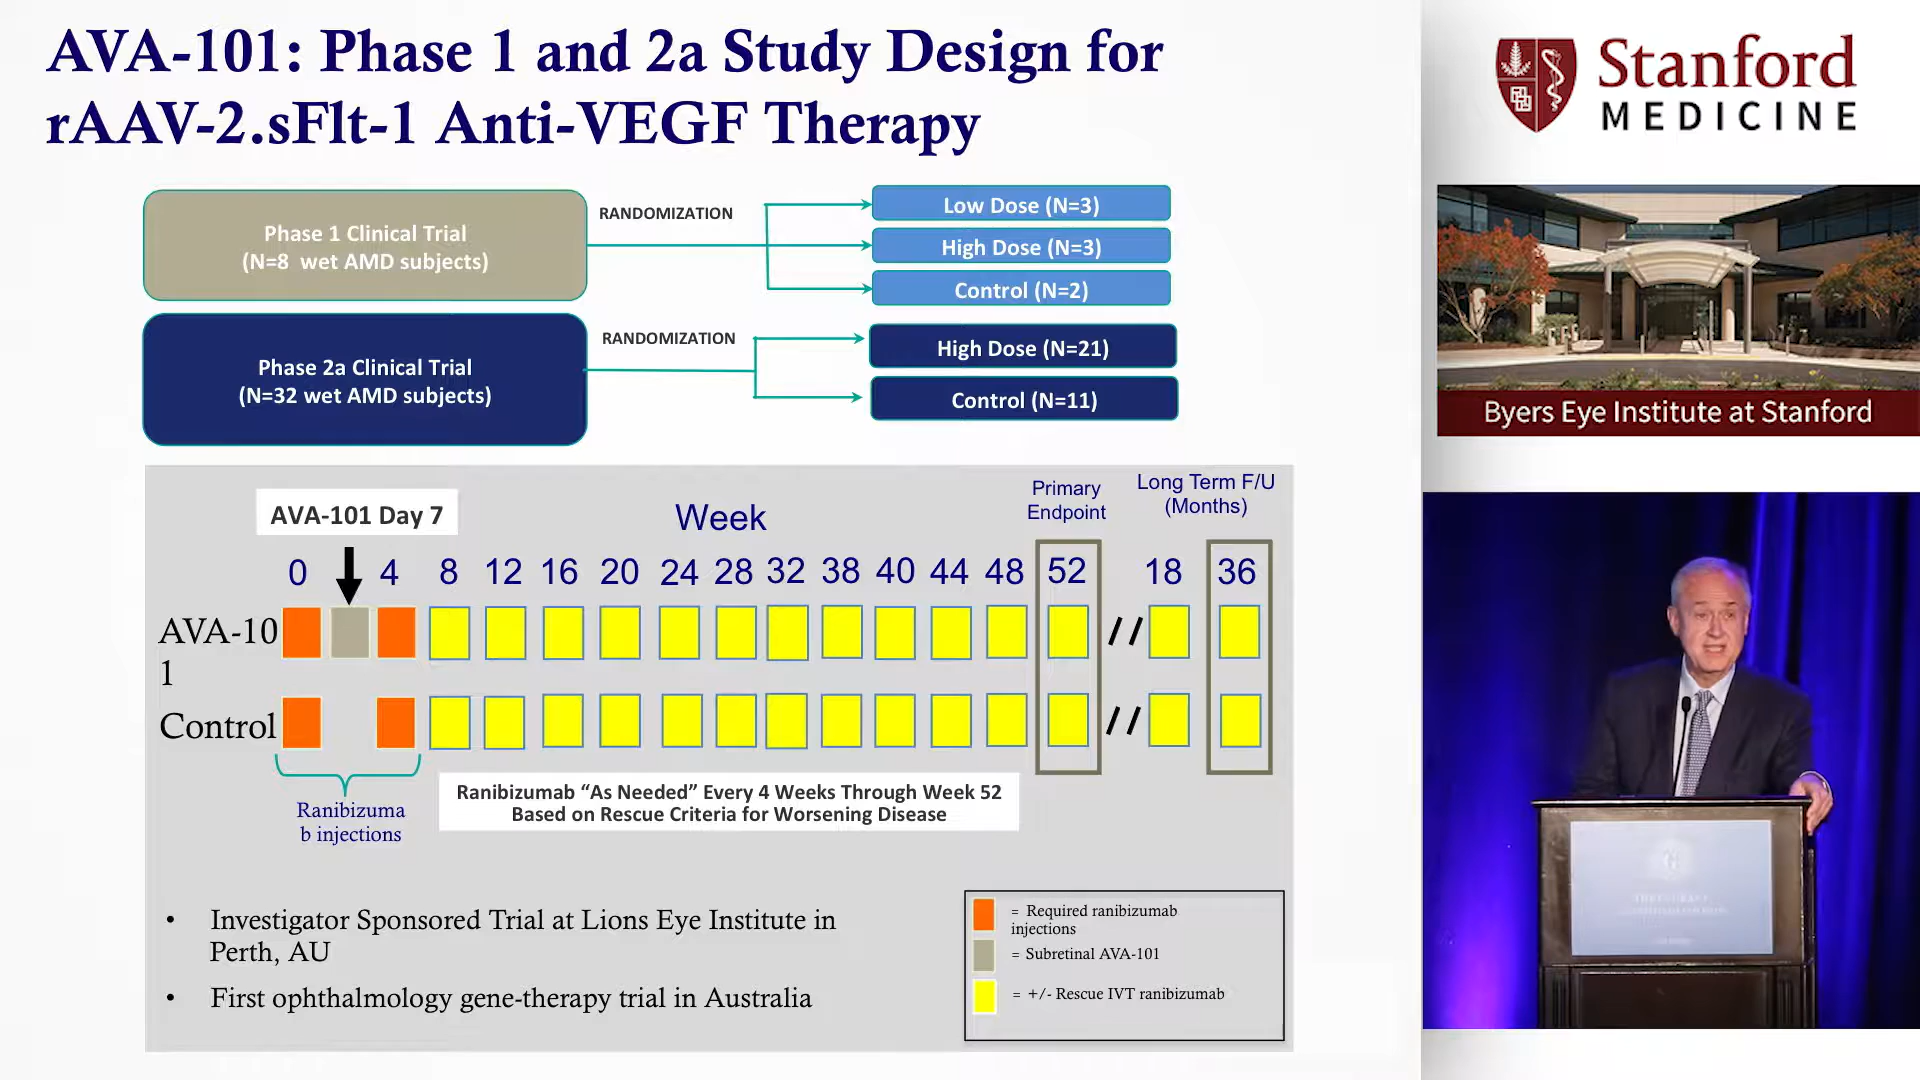 AVA-101: Phase 1 and 2a Study Design for
rAAV-2.sFlt-1 Anti-VEGF Therapy
Phase 1 Clinical Trial
(N=8 wet AMD subjects)
RANDOMIZATION
Low Dose (N=3)
High Dose (N=3)
Control (N=2)
Phase 2a Clinical Trial
(N=32 wet AMD subjects)
RANDOMIZATION
High Dose (N=21)
Control (N=11)
AVA-101 Day 7
Week
Primary
Endpoint
Long Term F/U
(Months)
0 4 8 12 16 20 24 28 32 38 40 44 48 52 18 36
AVA-10
1
//
Control
//
Ranibizuma
b injections
Ranibizumab “As Needed” Every 4 Weeks Through Week 52
Based on Rescue Criteria for Worsening Disease
• Investigator Sponsored Trial at Lions Eye Institute in
Perth, AU
• First ophthalmology gene-therapy trial in Australia
= Required ranibizumab
injections
= Subretinal AVA-101
= +/- Rescue IVT ranibizumab
Stanford
MEDICINE
Byers Eye Institute at Stanford